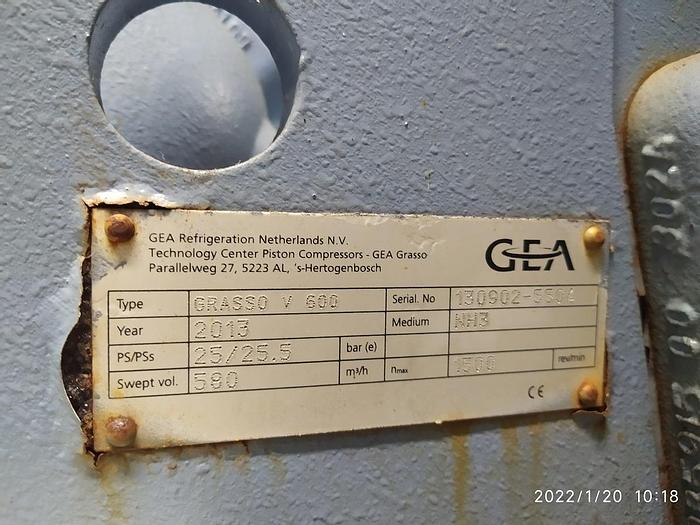 GEA Refrigeration Netherlands N.V.
Technology Center Piston Compressors - GEA Grasso
Parallelweg 27, 5223 AL, 's-Hertogenbosch
GEA
Type GRASSO V 600 Serial. No 130902-5504
Year 2013 Medium NH3
PS/PSs 25/25.5 bar (e)
Swept vol. 580 m³/h nmax 1500 rev/min
CE
2022/1/20 10:18